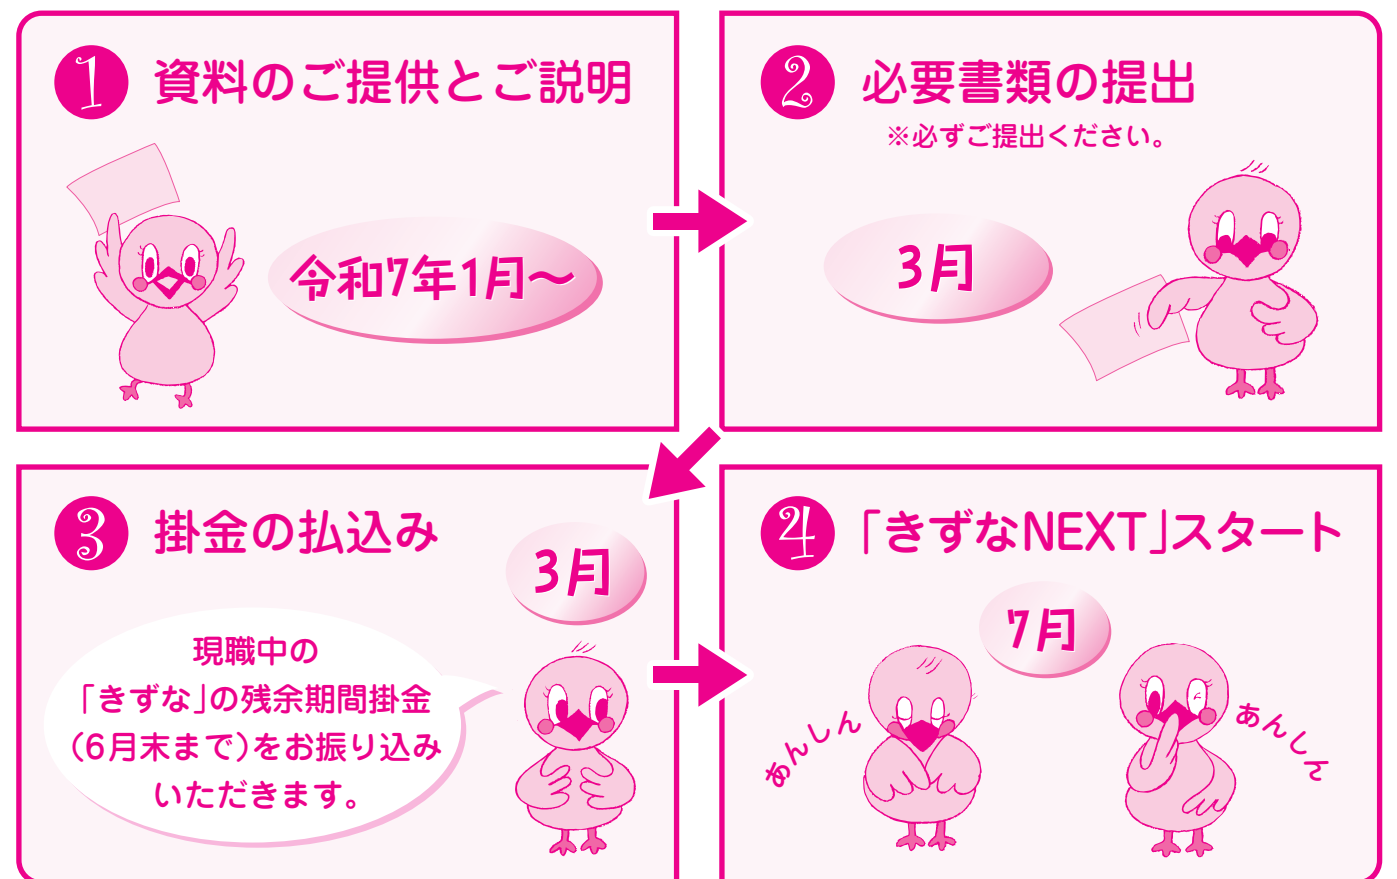 1 資料のご提供とご説明
令和7年1月～
2 必要書類の提出
※必ずご提出ください。
3月
3 掛金の払込み
3月
現職中の
「きずな」の残余期間掛金
(6月末まで)をお振り込み
いただきます。
4 「きずなNEXT」スタート
7月
あんしん
あんしん